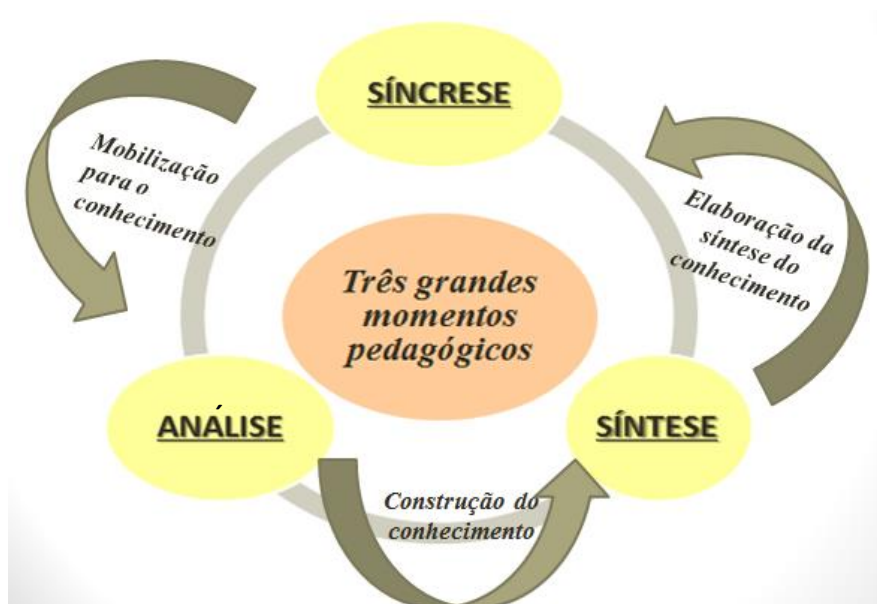 SÍNCRESE
Mobilização
para o
conhecimento
Elaboração da
síntese do
conhecimento
Três grandes
momentos
pedagógicos
ANÁLISE
SÍNTESE
Construção do
conhecimento